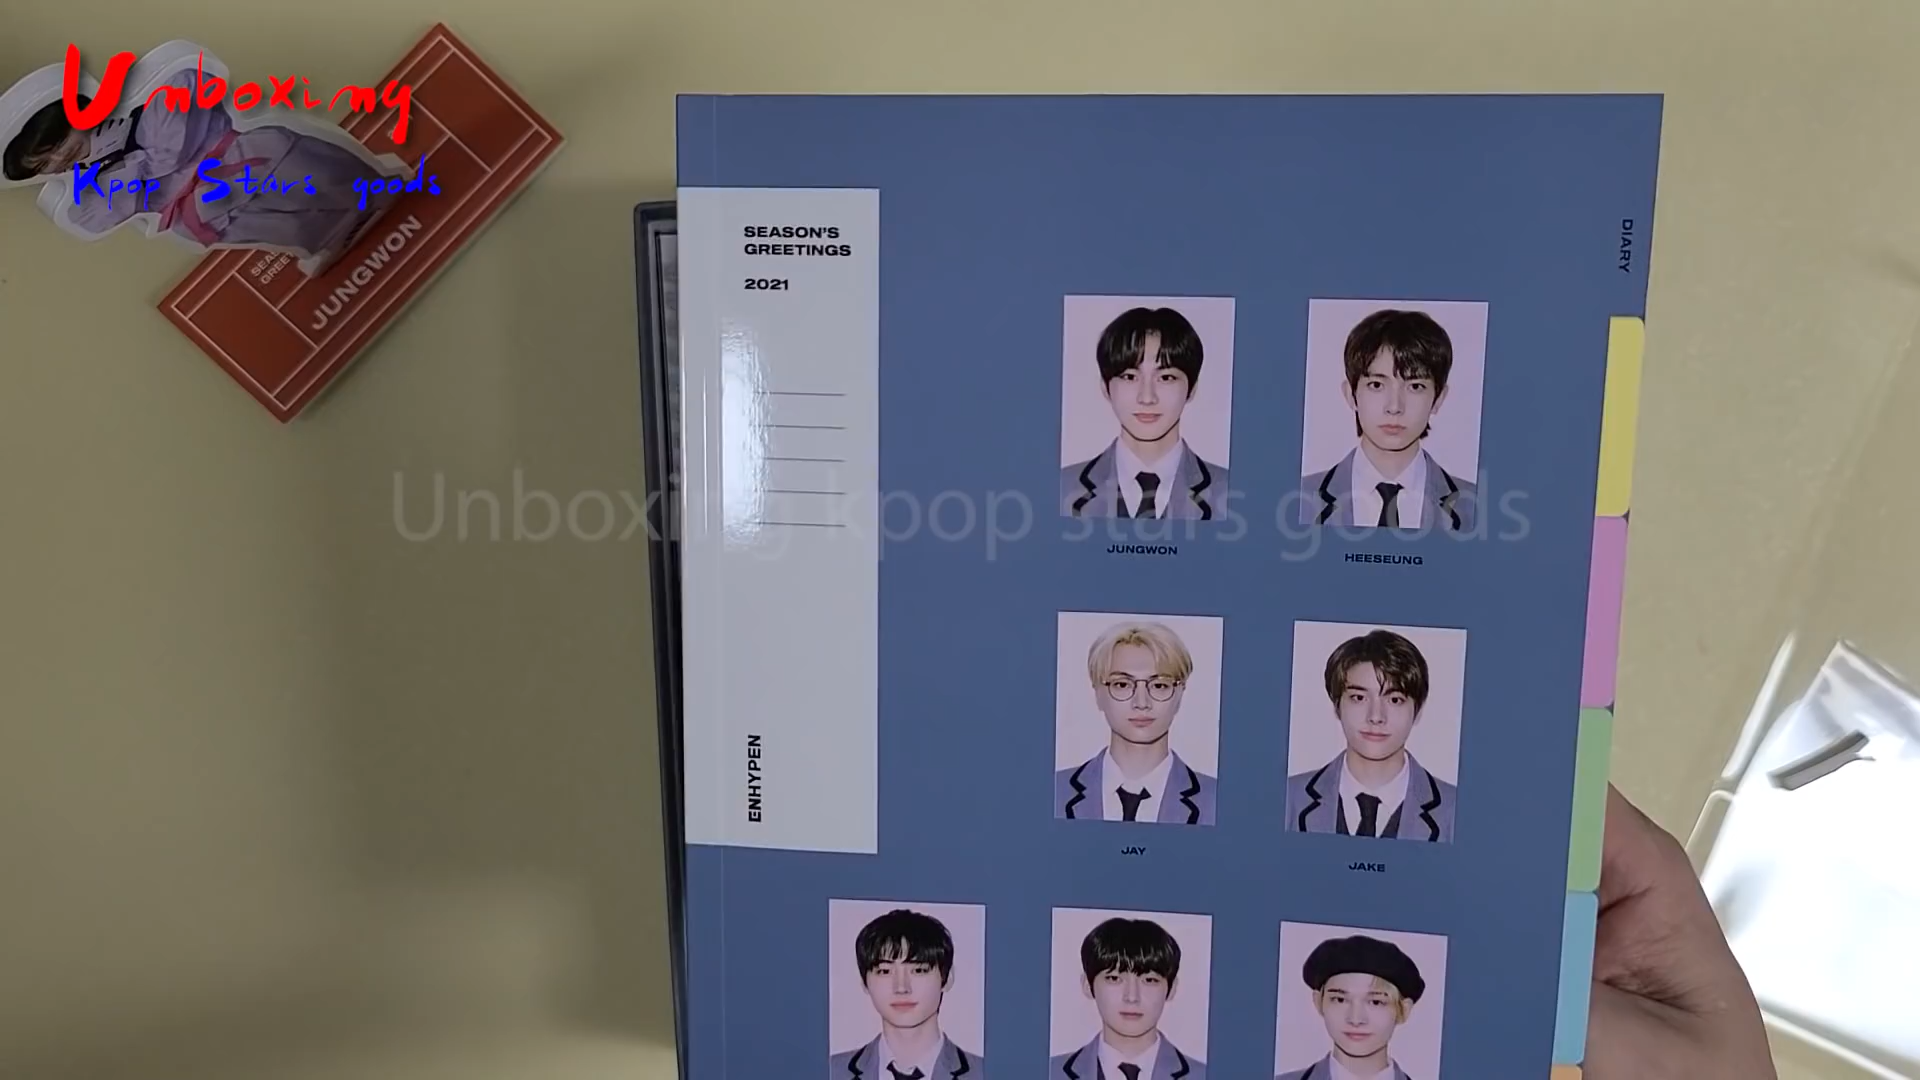 Unboxing
Kpop Stars goods
JUNGWON
SEASON'S
GREETINGS
2021
DIARY
Unboxing kpop stars goods
JUNGWON
HEESEUNG
JAY
JAKE
ENHYPEN